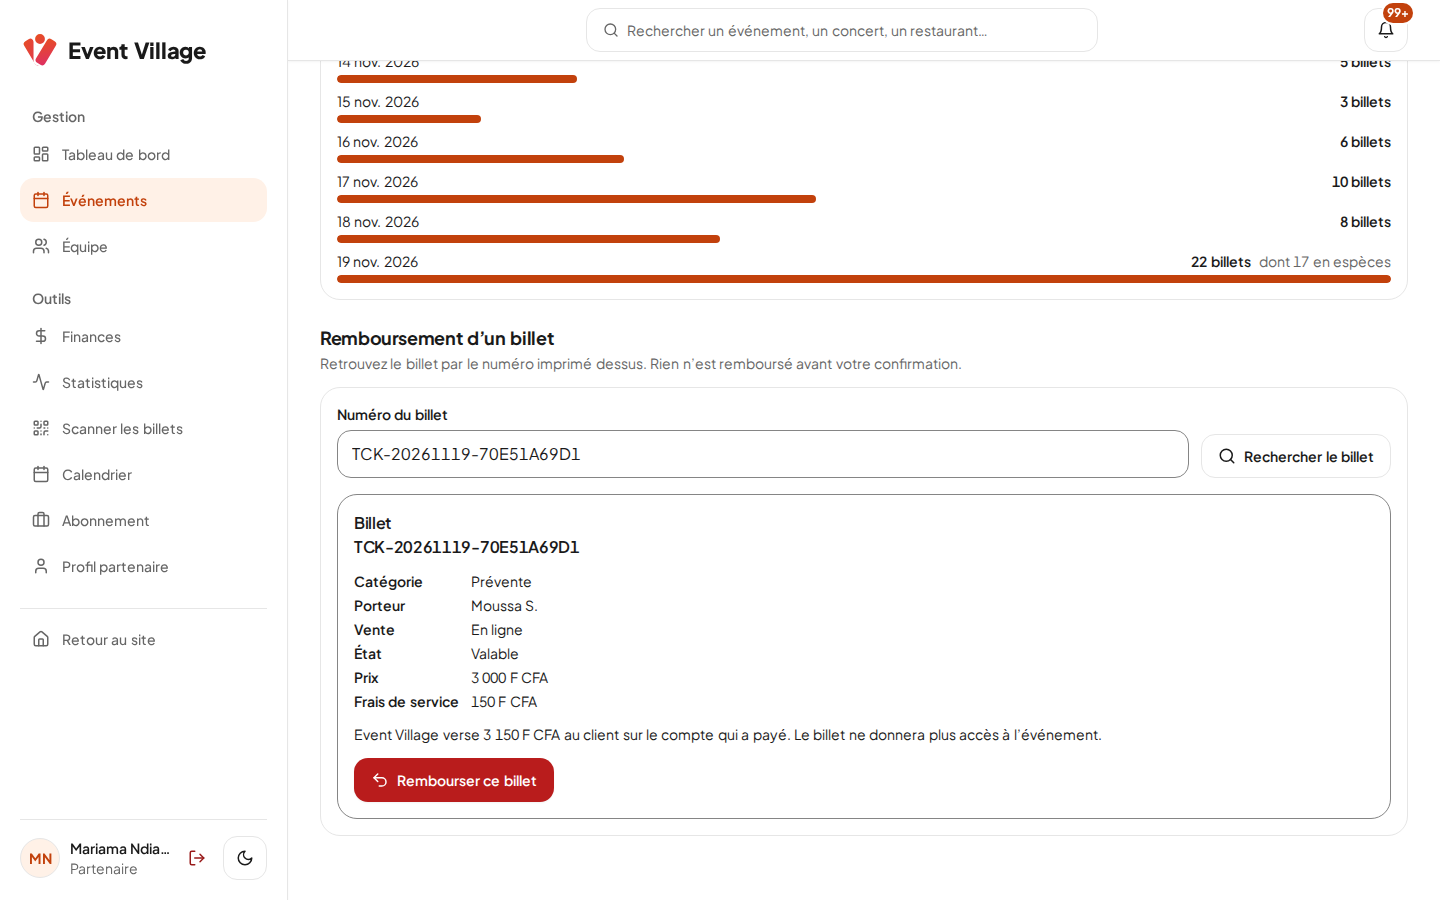 Event Village
Rechercher un événement, un concert, un restaurant…
99+
Gestion
Tableau de bord
Événements
Équipe
Outils
Finances
Statistiques
Scanner les billets
Calendrier
Abonnement
Profil partenaire
Retour au site
MN
Mariama Ndia…
Partenaire
14 nov. 2026 5 billets
15 nov. 2026 3 billets
16 nov. 2026 6 billets
17 nov. 2026 10 billets
18 nov. 2026 8 billets
19 nov. 2026 22 billets dont 17 en espèces
Remboursement d’un billet
Retrouvez le billet par le numéro imprimé dessus. Rien n’est remboursé avant votre confirmation.
Numéro du billet
TCK-20261119-70E51A69D1
Rechercher le billet
Billet
TCK-20261119-70E51A69D1
Catégorie Prévente
Porteur Moussa S.
Vente En ligne
État Valable
Prix 3 000 F CFA
Frais de service 150 F CFA
Event Village verse 3 150 F CFA au client sur le compte qui a payé. Le billet ne donnera plus accès à l’événement.
Rembourser ce billet